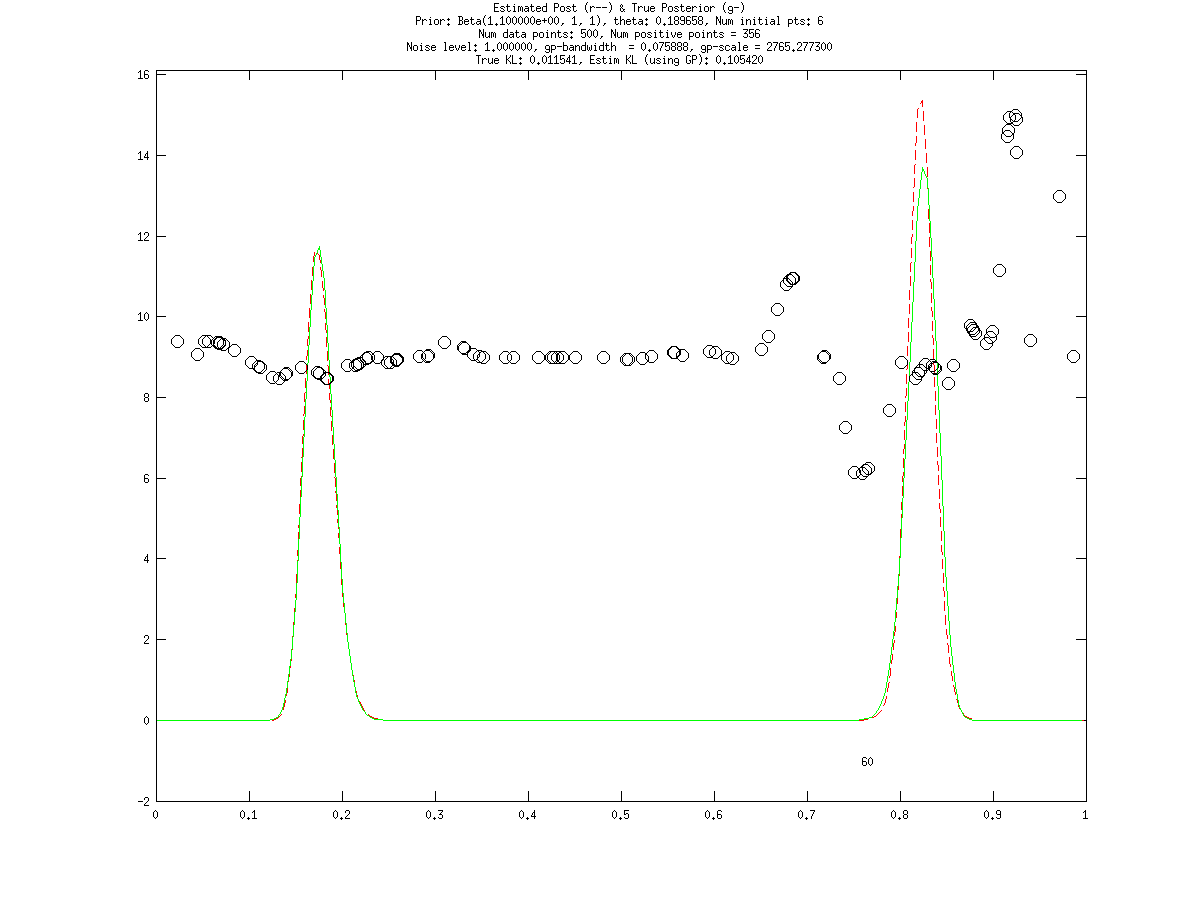 Estimated Post (r--) & True Posterior (g-)
Prior: Beta(1.100000e+00, 1, 1), theta: 0.189658, Num initial pts: 6
Num data points: 500, Num positive points = 356
Noise level: 1.000000, gp-bandwidth  = 0.075888, gp-scale = 2765.277300
True KL: 0.011541, Estim KL (using GP): 0.105420
16
14
12
10
8
6
4
2
0
60
-2
0 0.1 0.2 0.3 0.4 0.5 0.6 0.7 0.8 0.9 1